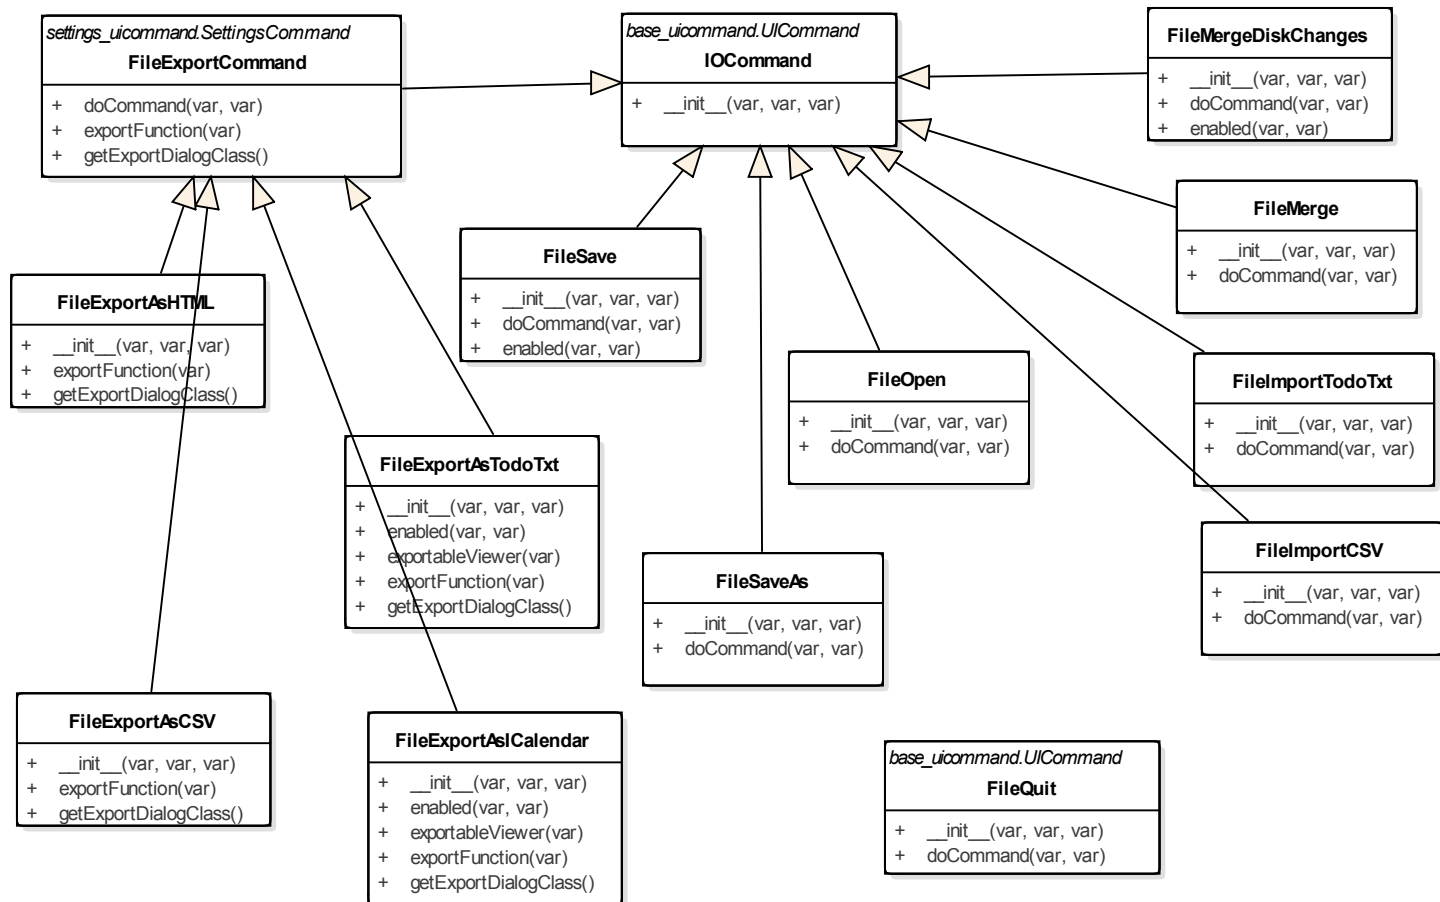 settings_uicommand.SettingsCommand
FileExportCommand
+ doCommand(var, var)
+ exportFunction(var)
+ getExportDialogClass()
base_uicommand.UICommand
IOCommand
+ __init__(var, var, var)
FileMergeDiskChanges
+ __init__(var, var, var)
+ doCommand(var, var)
+ enabled(var, var)
FileMerge
+ __init__(var, var, var)
+ doCommand(var, var)
FileSave
+ __init__(var, var, var)
+ doCommand(var, var)
+ enabled(var, var)
FileExportAsHTML
+ __init__(var, var, var)
+ exportFunction(var)
+ getExportDialogClass()
FileOpen
+ __init__(var, var, var)
+ doCommand(var, var)
FileImportTodoTxt
+ __init__(var, var, var)
+ doCommand(var, var)
FileExportAsTodoTxt
+ __init__(var, var, var)
+ enabled(var, var)
+ exportableViewer(var)
+ exportFunction(var)
+ getExportDialogClass()
FileImportCSV
+ __init__(var, var, var)
+ doCommand(var, var)
FileSaveAs
+ __init__(var, var, var)
+ doCommand(var, var)
FileExportAsCSV
+ __init__(var, var, var)
+ exportFunction(var)
+ getExportDialogClass()
FileExportAsICalendar
+ __init__(var, var, var)
+ enabled(var, var)
+ exportableViewer(var)
+ exportFunction(var)
+ getExportDialogClass()
base_uicommand.UICommand
FileQuit
+ __init__(var, var, var)
+ doCommand(var, var)